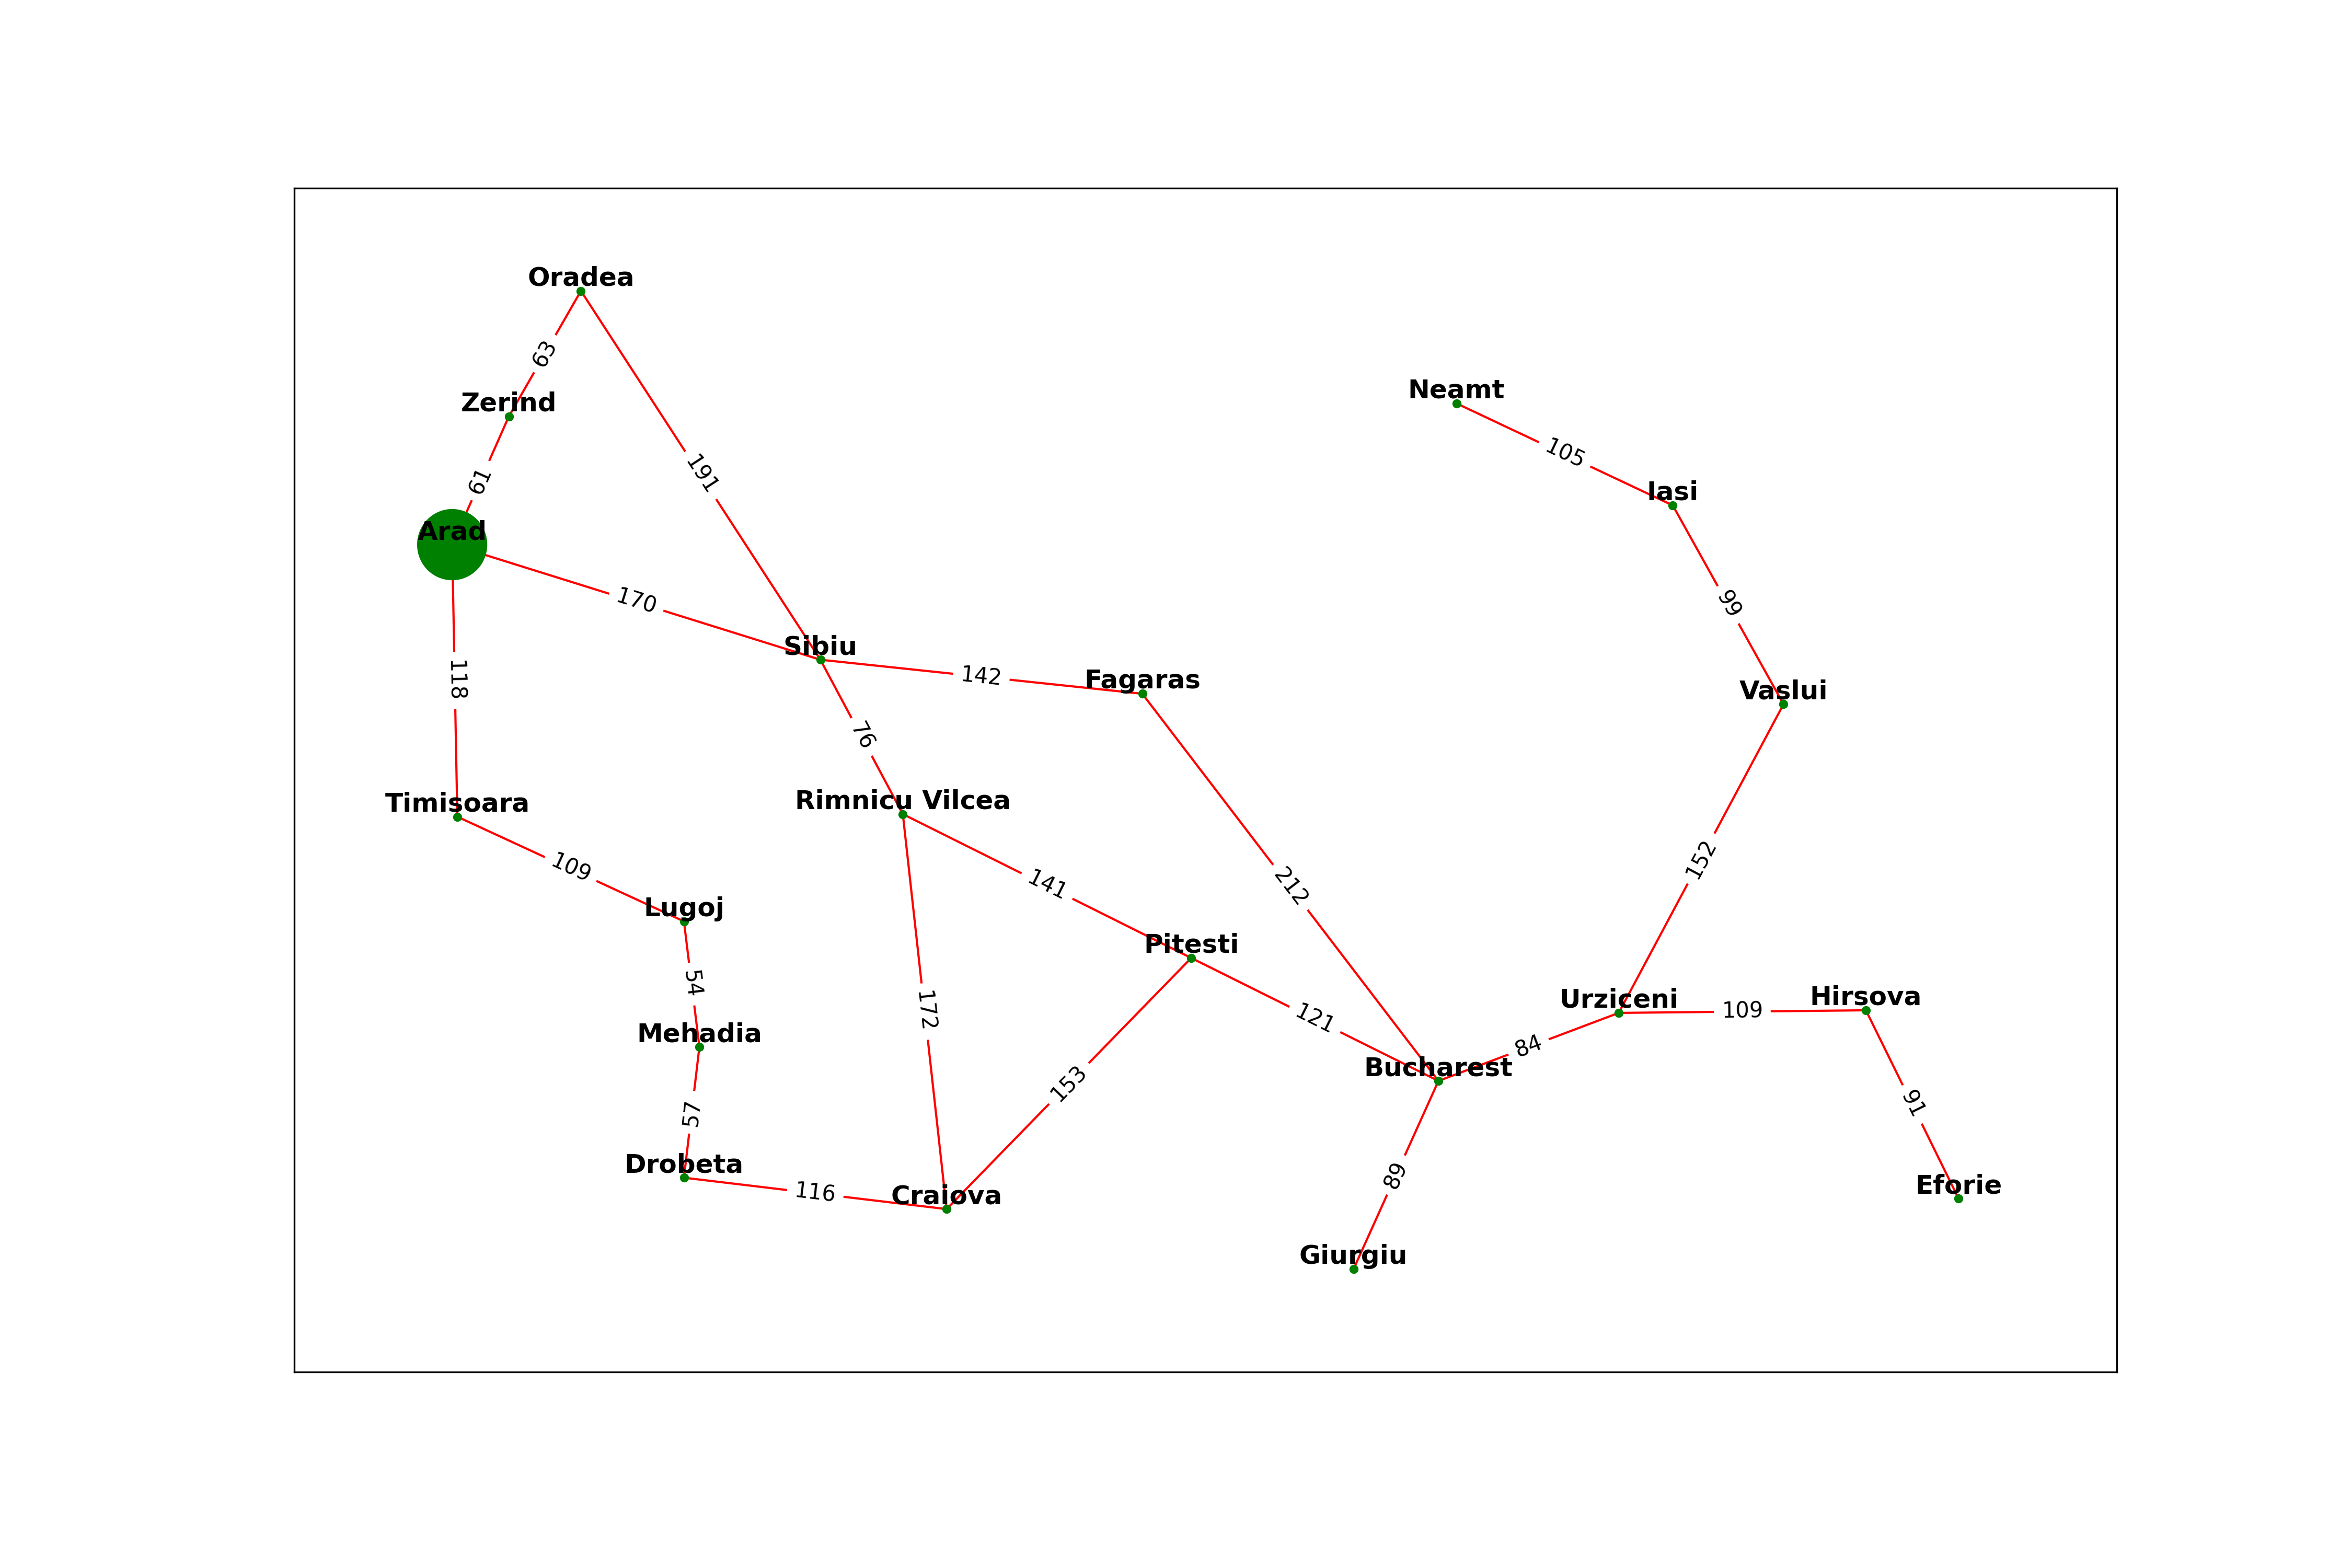 Oradea
63
Zerind
Neamt
105
61
191
Iasi
Arad
170
99
Sibiu
142
Fagaras
118
Vaslui
76
Timisoara
Rimnicu Vilcea
109
141
212
152
Lugoj
Pitesti
54
172
121
Urziceni
109
Hirsova
Mehadia
84
Bucharest
153
57
91
Drobeta
116
Craiova
89
Eforie
Giurgiu